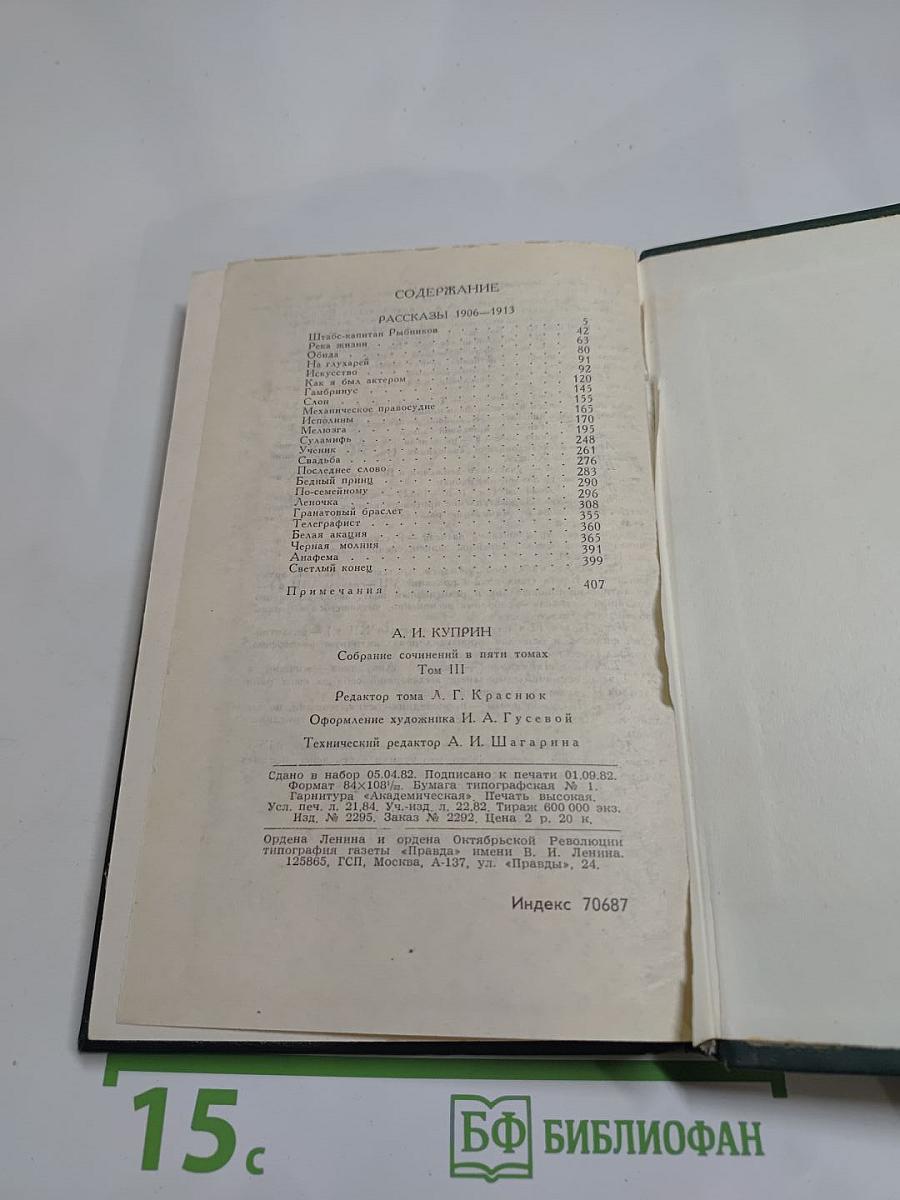 СОДЕРЖАНИЕ
РАССКАЗЫ 1906—1913
Штабс-капитан Рыбников . . . . . . . . . . 5
Река жизни . . . . . . . . . . 42
Обида . . . . . . . . . . 63
На глухарей . . . . . . . . . . 80
Искусство . . . . . . . . . . 91
Как я был актером . . . . . . . . . . 92
Гамбринус . . . . . . . . . . 120
Слон . . . . . . . . . . 145
Механическое правосудие . . . . . . . . . . 155
Исполины . . . . . . . . . . 165
Мелюзга . . . . . . . . . . 170
Суламифь . . . . . . . . . . 195
Ученик . . . . . . . . . . 248
Свадьба . . . . . . . . . . 261
Последнее слово . . . . . . . . . . 276
Бедный принц . . . . . . . . . . 283
По-семейному . . . . . . . . . . 290
Леночка . . . . . . . . . . 296
Гранатовый браслет . . . . . . . . . . 308
Телеграфист . . . . . . . . . . 355
Белая акация . . . . . . . . . . 360
Черная молния . . . . . . . . . . 365
Анафема . . . . . . . . . . 391
Светлый конец . . . . . . . . . . 399
Примечания . . . . . . . . . . 407
А. И. КУПРИН
Собрание сочинений в пяти томах
Том III
Редактор тома Л. Г. Краснюк
Оформление художника И. А. Гусевой
Технический редактор А. И. Шагарина
Сдано в набор 05.04.82. Подписано к печати 01.09.82.
Формат 84×108¹/₃₂. Бумага типографская № 1.
Гарнитура «Академическая». Печать высокая.
Усл. печ. л. 21,84. Уч.-изд. л. 22,82. Тираж 600 000 экз.
Изд. № 2295. Заказ № 2292. Цена 2 р. 20 к.
Ордена Ленина и ордена Октябрьской Революции
типография газеты «Правда» имени В. И. Ленина.
125865, ГСП, Москва, А-137, ул. «Правды», 24.
Индекс 70687
15 с
БФ БИБЛИОФАН